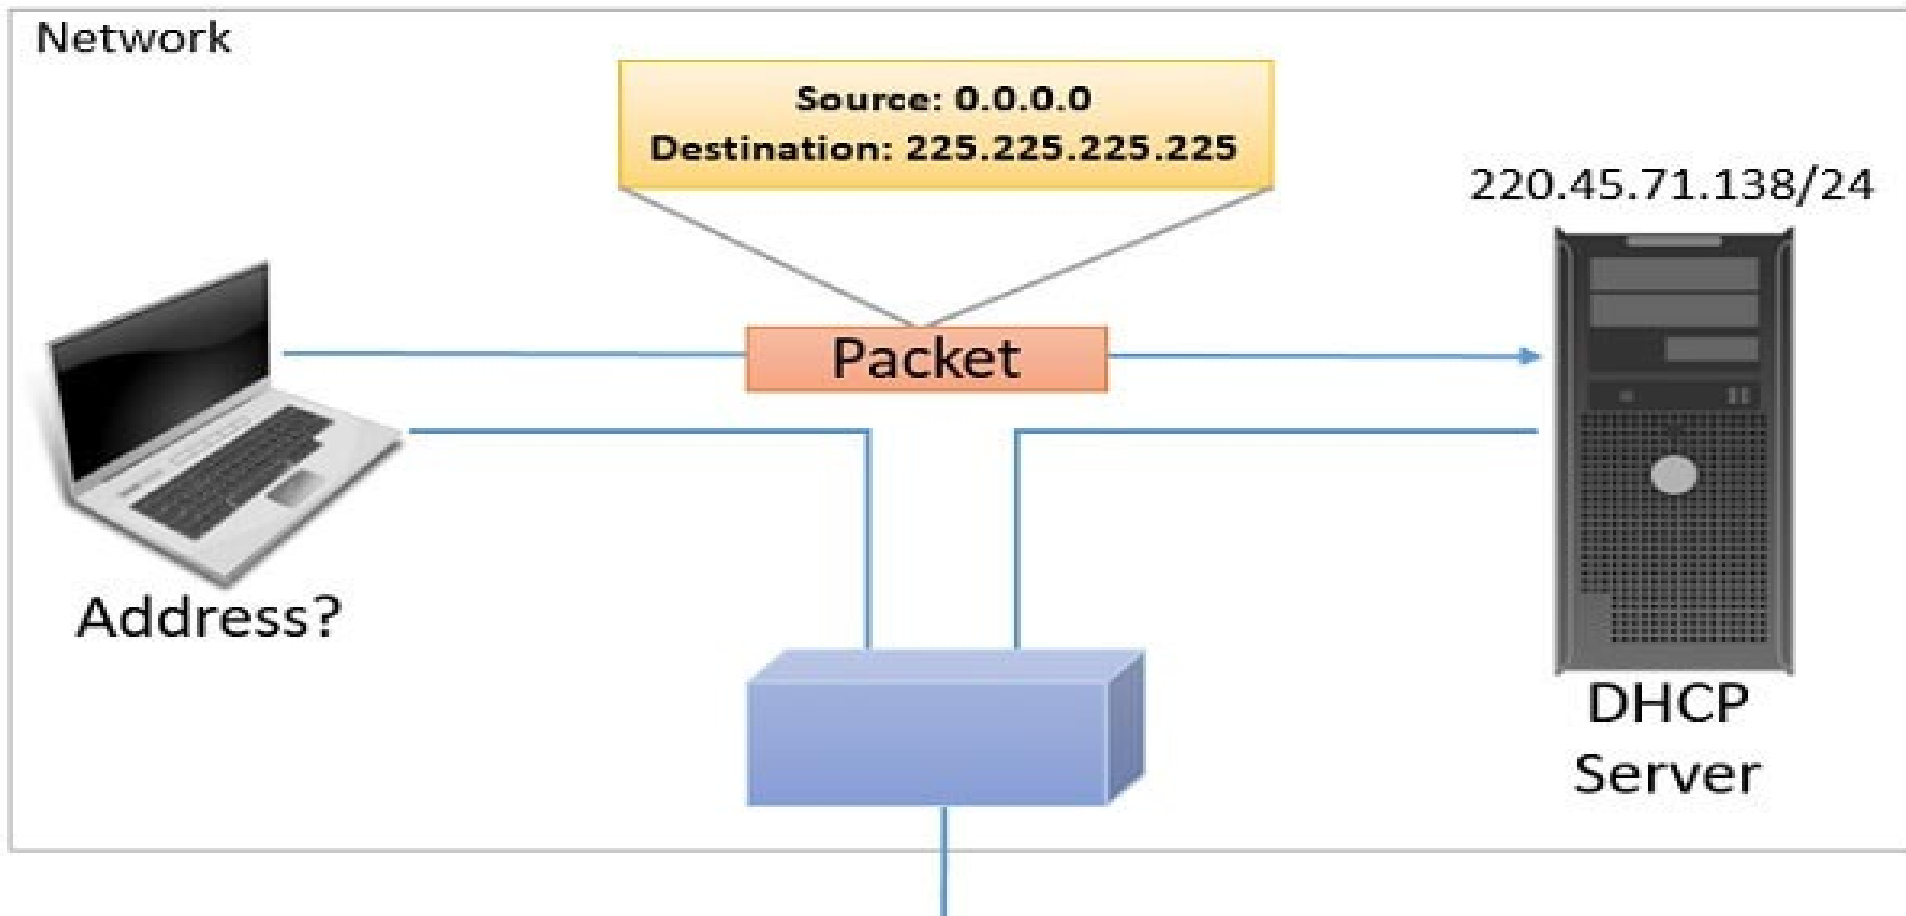 Network
Source: 0.0.0.0
Destination: 225.225.225.225
220.45.71.138/24
Packet
Address?
DHCP
Server